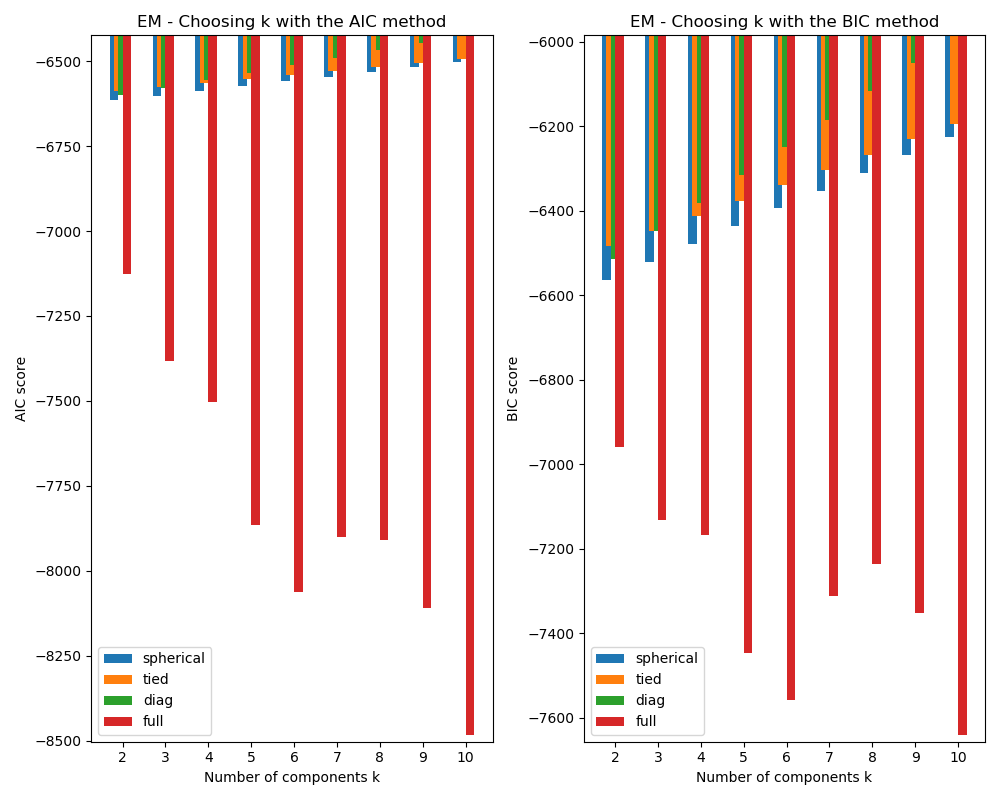 EM - Choosing k with the AIC method
AIC score
−6500
−6750
−7000
−7250
−7500
−7750
−8000
−8250
−8500
spherical
tied
diag
full
2 3 4 5 6 7 8 9 10
Number of components k
EM - Choosing k with the BIC method
BIC score
−6000
−6200
−6400
−6600
−6800
−7000
−7200
−7400
−7600
spherical
tied
diag
full
2 3 4 5 6 7 8 9 10
Number of components k